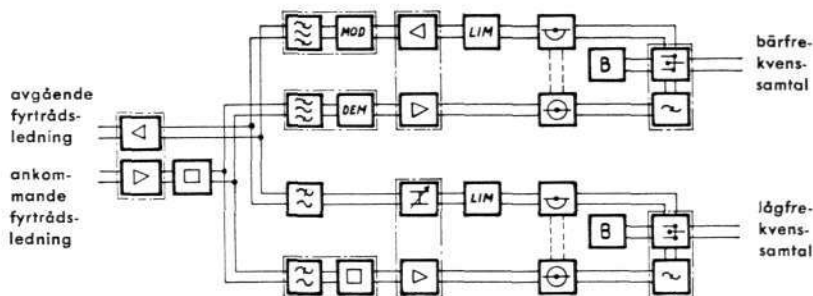 MOD
LIM
B
bärfre-
kvens-
samtal
avgående
fyrtråds-
ledning
DEM
ankom-
mande
fyrtråds-
ledning
LIM
B
lågfre-
kvens-
samtal